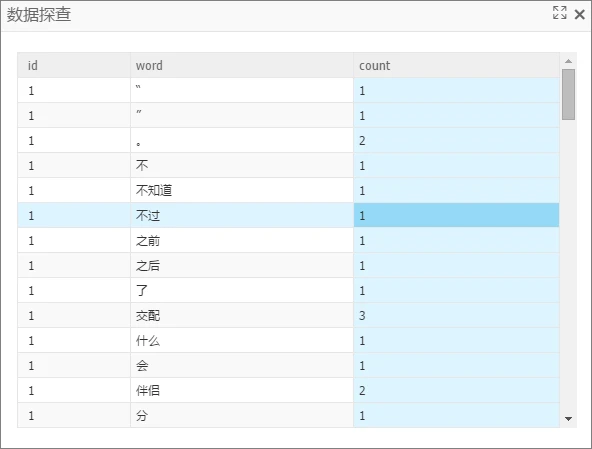 数据探查
id word count
1 “ 1
1 ” 1
1 。 2
1 不 1
1 不知道 1
1 不过 1
1 之前 1
1 之后 1
1 了 1
1 交配 3
1 什么 1
1 会 1
1 伴侣 2
1 分 1